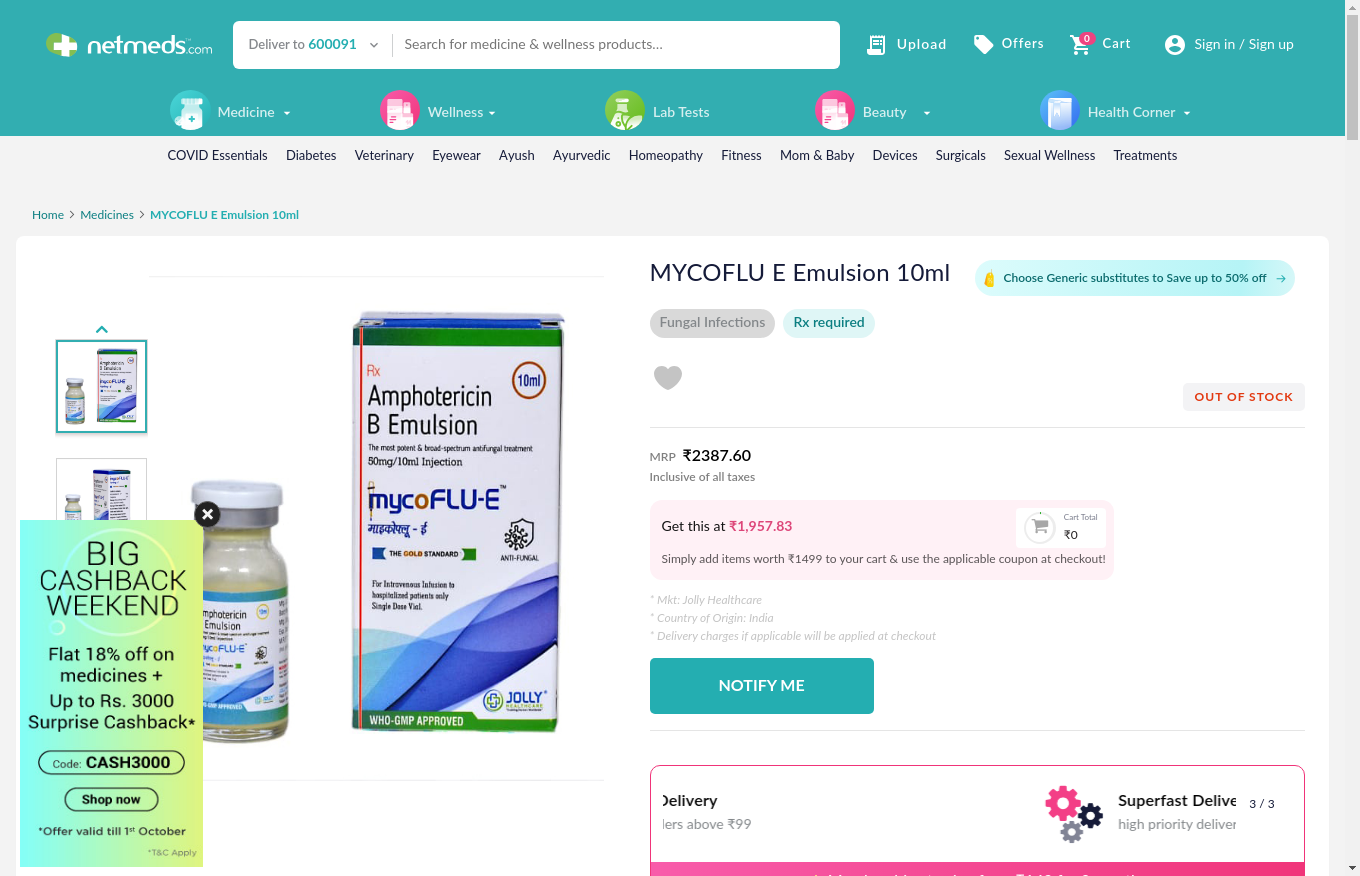 netmeds.com
Deliver to 600091
Search for medicine & wellness products...
Upload
Offers
0
Cart
Sign in / Sign up
Medicine
Wellness
Lab Tests
Beauty
Health Corner
COVID Essentials
Diabetes
Veterinary
Eyewear
Ayush
Ayurvedic
Homeopathy
Fitness
Mom & Baby
Devices
Surgicals
Sexual Wellness
Treatments
Home > Medicines > MYCOFLU E Emulsion 10ml
MYCOFLU E Emulsion 10ml
Choose Generic substitutes to Save up to 50% off →
Fungal Infections
Rx required
OUT OF STOCK
MRP ₹2387.60
Inclusive of all taxes
Get this at ₹1,957.83
Cart Total
₹0
Simply add items worth ₹1499 to your cart & use the applicable coupon at checkout!
* Mkt: Jolly Healthcare
* Country of Origin: India
* Delivery charges if applicable will be applied at checkout
NOTIFY ME
Delivery
lers above ₹99
Superfast Delive
high priority deliver
3 / 3
Rx
10ml
Amphotericin
B Emulsion
The most potent & broad-spectrum antifungal treatment
50mg/10ml Injection
mycoFLU-E™
माइकोफ्लू - ई
THE GOLD STANDARD
ANTI-FUNGAL
For Intravenous Infusion to
hospitalized patients only
Single Dose Vial.
JOLLY
HEALTHCARE
WHO-GMP APPROVED
mphotericin
Emulsion
ycoFLU-E
GMP APPROVED
BIG
CASHBACK
WEEKEND
Flat 18% off on
medicines +
Up to Rs. 3000
Surprise Cashback*
Code: CASH3000
Shop now
*Offer valid till 1st October
*T&C Apply